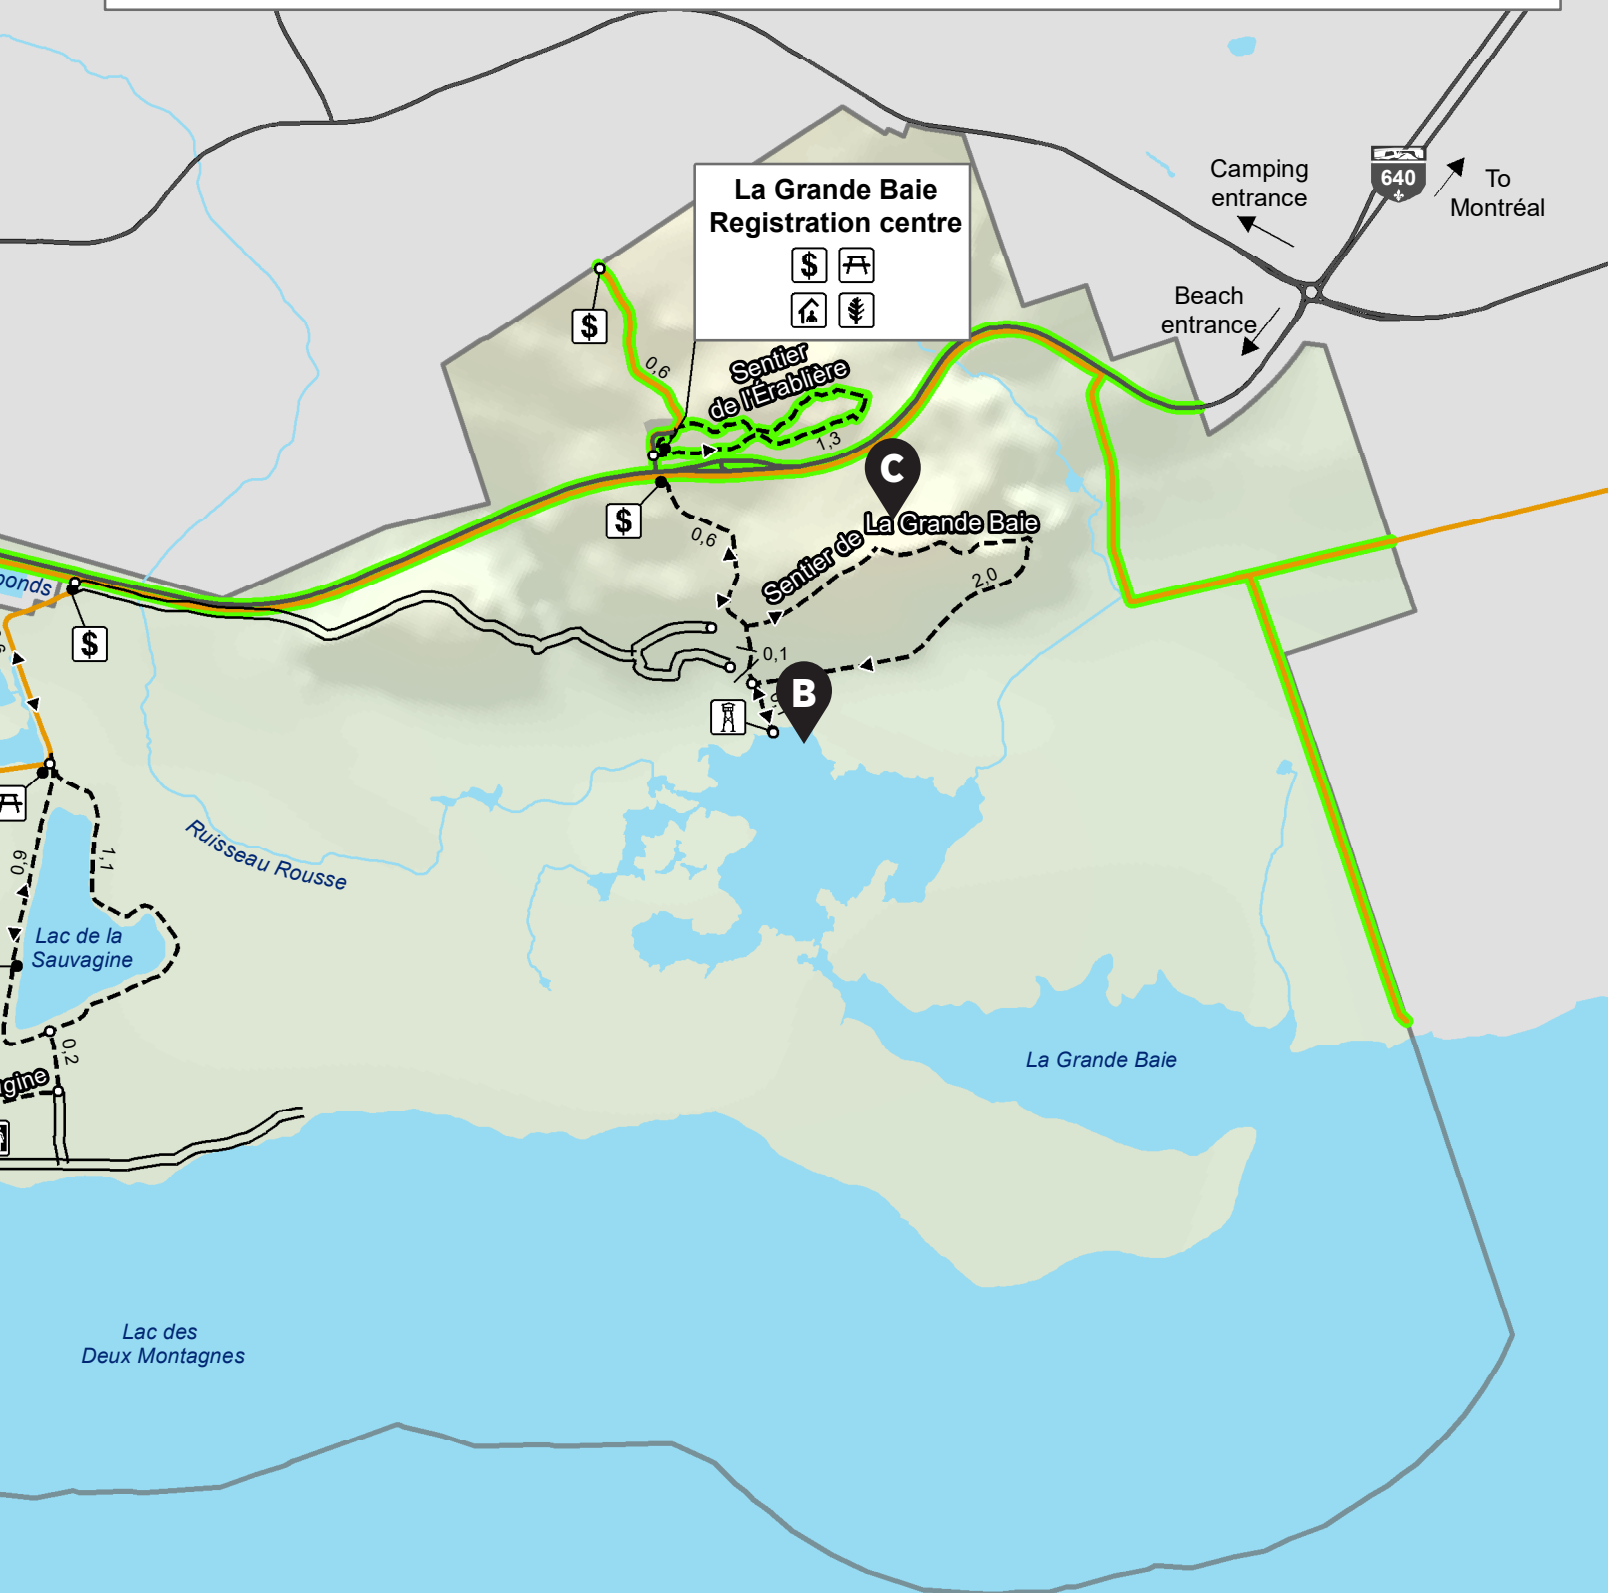 La Grande Baie
Registration centre
$
Camping
entrance
640
To
Montréal
Beach
entrance
$
0,6
Sentier
de l'Érablière
1,3
C
$
0,6
Sentier de La Grande Baie
2,0
0,1
B
ponds
$
Ruisseau Rousse
1,1
0,9
Lac de la
Sauvagine
0,2
La Grande Baie
Lac des
Deux Montagnes